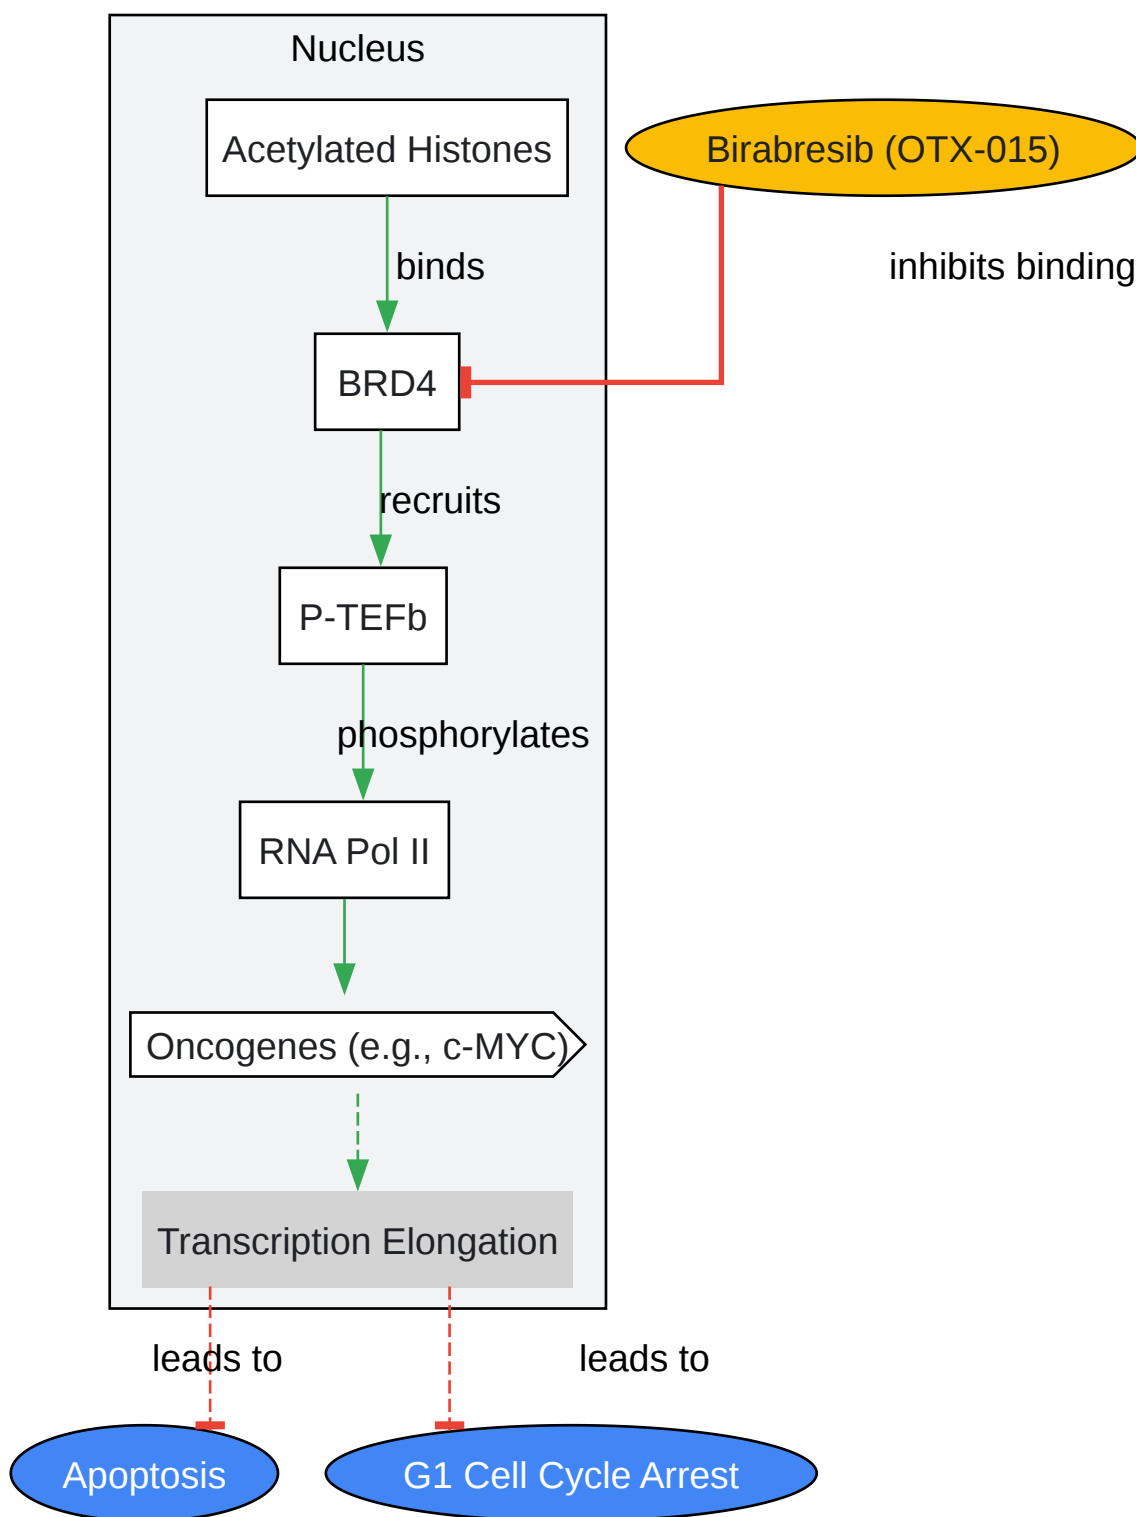 Nucleus
Acetylated Histones
Birabresib (OTX-015)
binds
inhibits binding
BRD4
recruits
P-TEFb
phosphorylates
RNA Pol II
Oncogenes (e.g., c-MYC)
Transcription Elongation
leads to
leads to
Apoptosis
G1 Cell Cycle Arrest